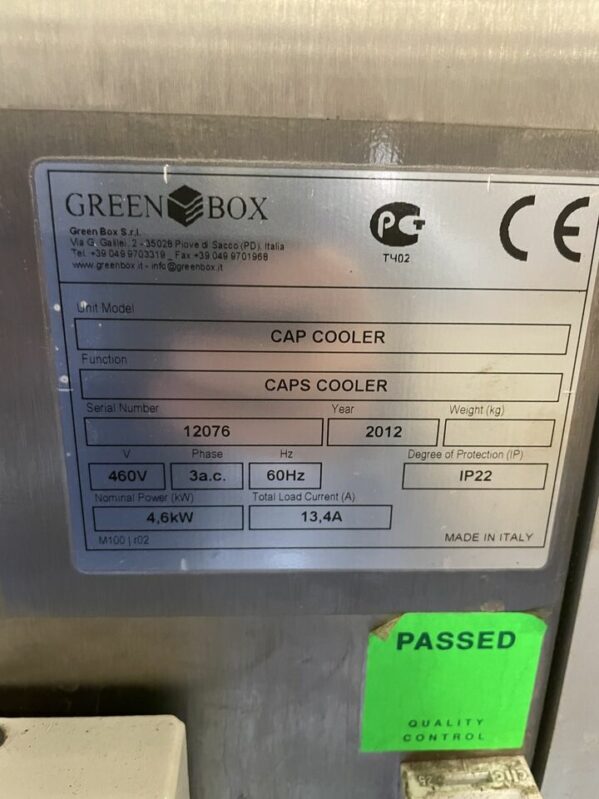 GREEN BOX
Green Box S.r.l.
Via G. Galilei, 2 - 35028 Piove di Sacco (PD), Italia
Tel. +39 049 9703319 _ Fax +39 049 9701968
www.greenbox.it - info@greenbox.it
РСТ
TЧ02
CE
Unit Model
CAP COOLER
Function
CAPS COOLER
Serial Number Year Weight (kg)
12076 2012
V Phase Hz Degree of Protection (IP)
460V 3a.c. 60Hz IP22
Nominal Power (kW) Total Load Current (A)
4,6kW 13,4A
M100 | r02 MADE IN ITALY
PASSED
QUALITY
CONTROL